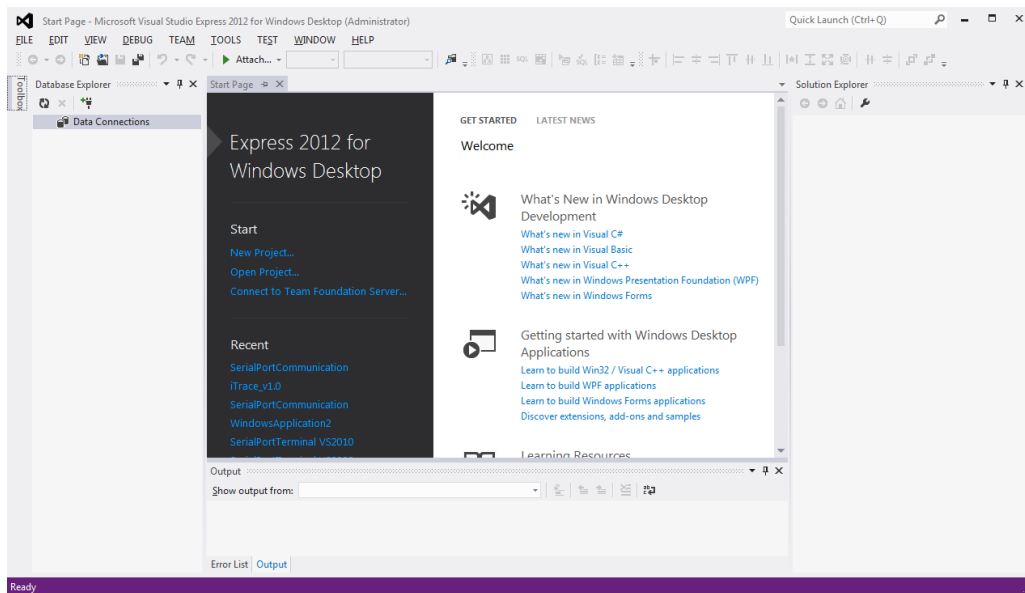 Start Page - Microsoft Visual Studio Express 2012 for Windows Desktop (Administrator)
Quick Launch (Ctrl+Q)
FILE EDIT VIEW DEBUG TEAM TOOLS TEST WINDOW HELP
Attach...
Toolbox
Database Explorer
Data Connections
Start Page
Express 2012 for
Windows Desktop
Start
New Project...
Open Project...
Connect to Team Foundation Server...
Recent
SerialPortCommunication
iTrace_v1.0
SerialPortCommunication
WindowsApplication2
SerialPortTerminal VS2010
GET STARTED LATEST NEWS
Welcome
What's New in Windows Desktop
Development
What's new in Visual C#
What's new in Visual Basic
What's new in Visual C++
What's new in Windows Presentation Foundation (WPF)
What's new in Windows Forms
Getting started with Windows Desktop
Applications
Learn to build Win32 / Visual C++ applications
Learn to build WPF applications
Learn to build Windows Forms applications
Discover extensions, add-ons and samples
Learning Resources
Solution Explorer
Output
Show output from:
Error List Output
Ready